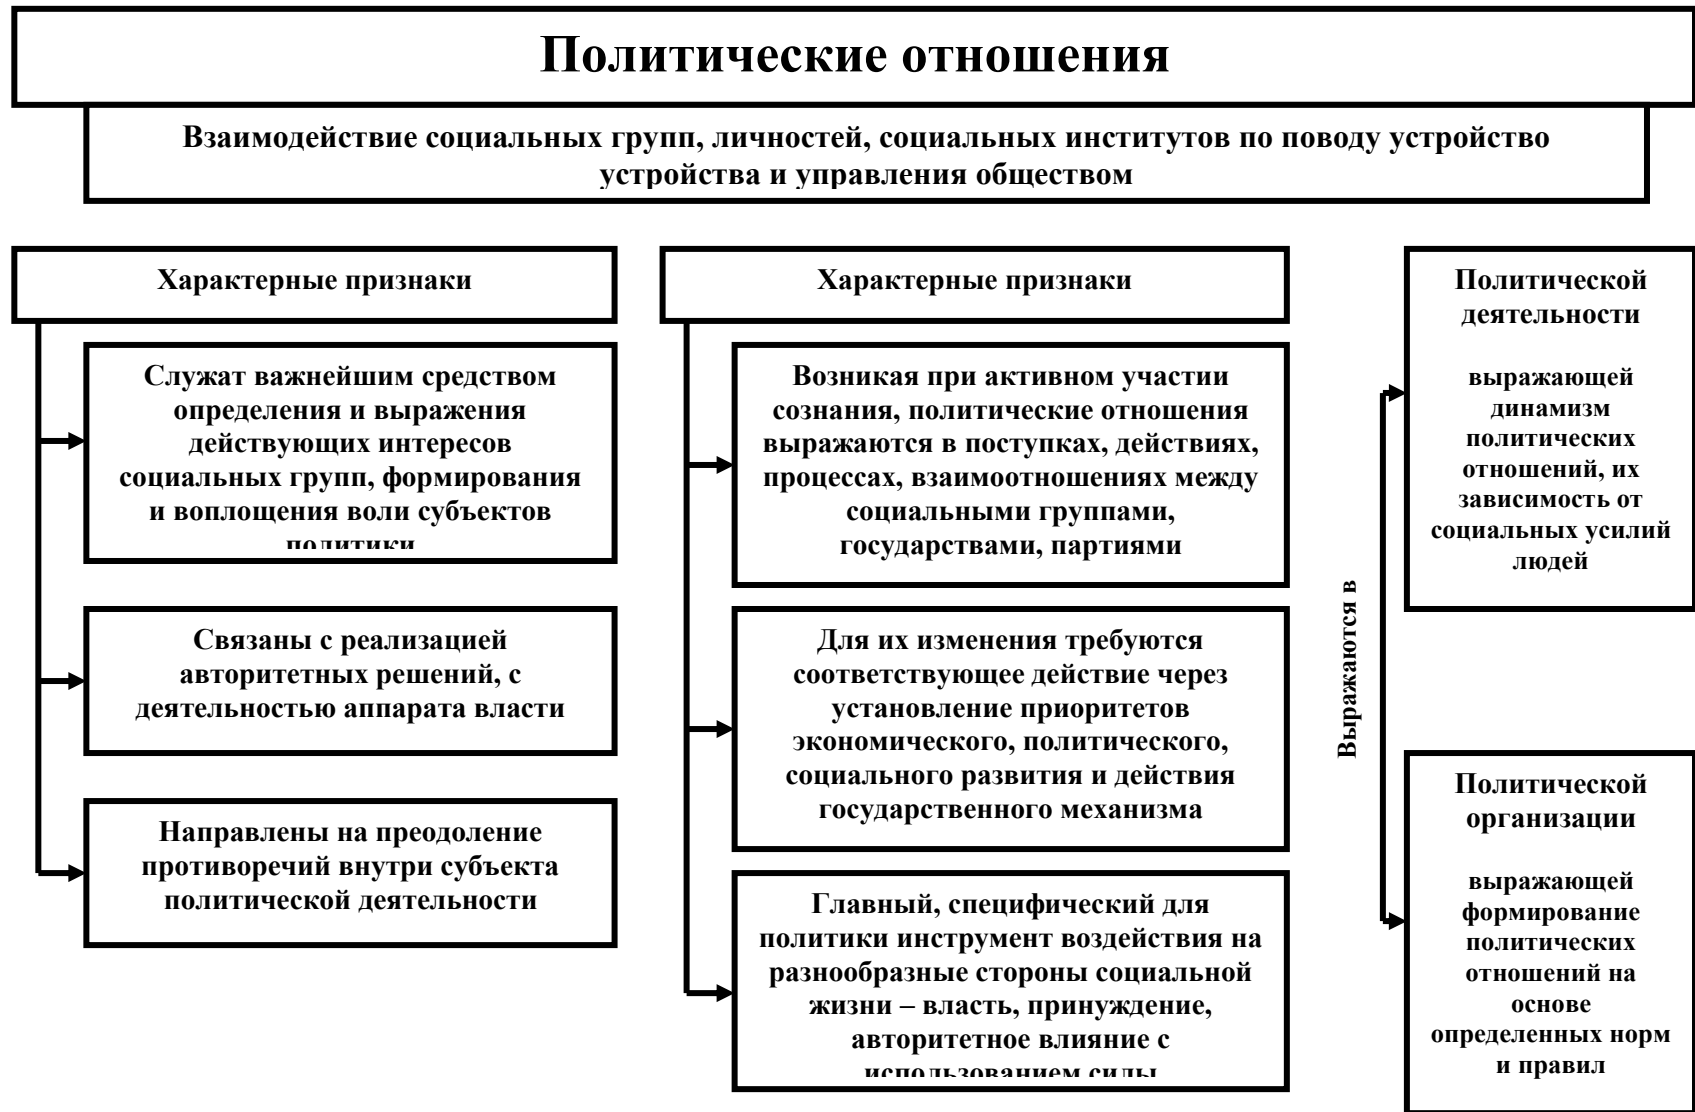 Политические отношения
Взаимодействие социальных групп, личностей, социальных институтов по поводу устройство
устройства и управления обществом
Характерные признаки
Служат важнейшим средством
определения и выражения
действующих интересов
социальных групп, формирования
и воплощения воли субъектов
политики
Связаны с реализацией
авторитетных решений, с
деятельностью аппарата власти
Направлены на преодоление
противоречий внутри субъекта
политической деятельности
Характерные признаки
Возникая при активном участии
сознания, политические отношения
выражаются в поступках, действиях,
процессах, взаимоотношениях между
социальными группами,
государствами, партиями
Для их изменения требуются
соответствующее действие через
установление приоритетов
экономического, политического,
социального развития и действия
государственного механизма
Главный, специфический для
политики инструмент воздействия на
разнообразные стороны социальной
жизни – власть, принуждение,
авторитетное влияние с
использованием силы
Выражаются в
Политической
деятельности
выражающей
динамизм
политических
отношений, их
зависимость от
социальных усилий
людей
Политической
организации
выражающей
формирование
политических
отношений на
основе
определенных норм
и правил